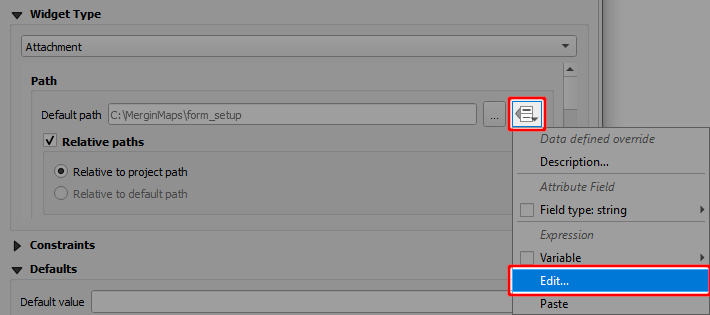 Widget Type
Attachment
Path
Default path C:\MerginMaps\form_setup ...
Relative paths
Relative to project path
Relative to default path
Constraints
Defaults
Default value
Data defined override
Description...
Attribute Field
Field type: string
Expression
Variable
Edit...
Paste